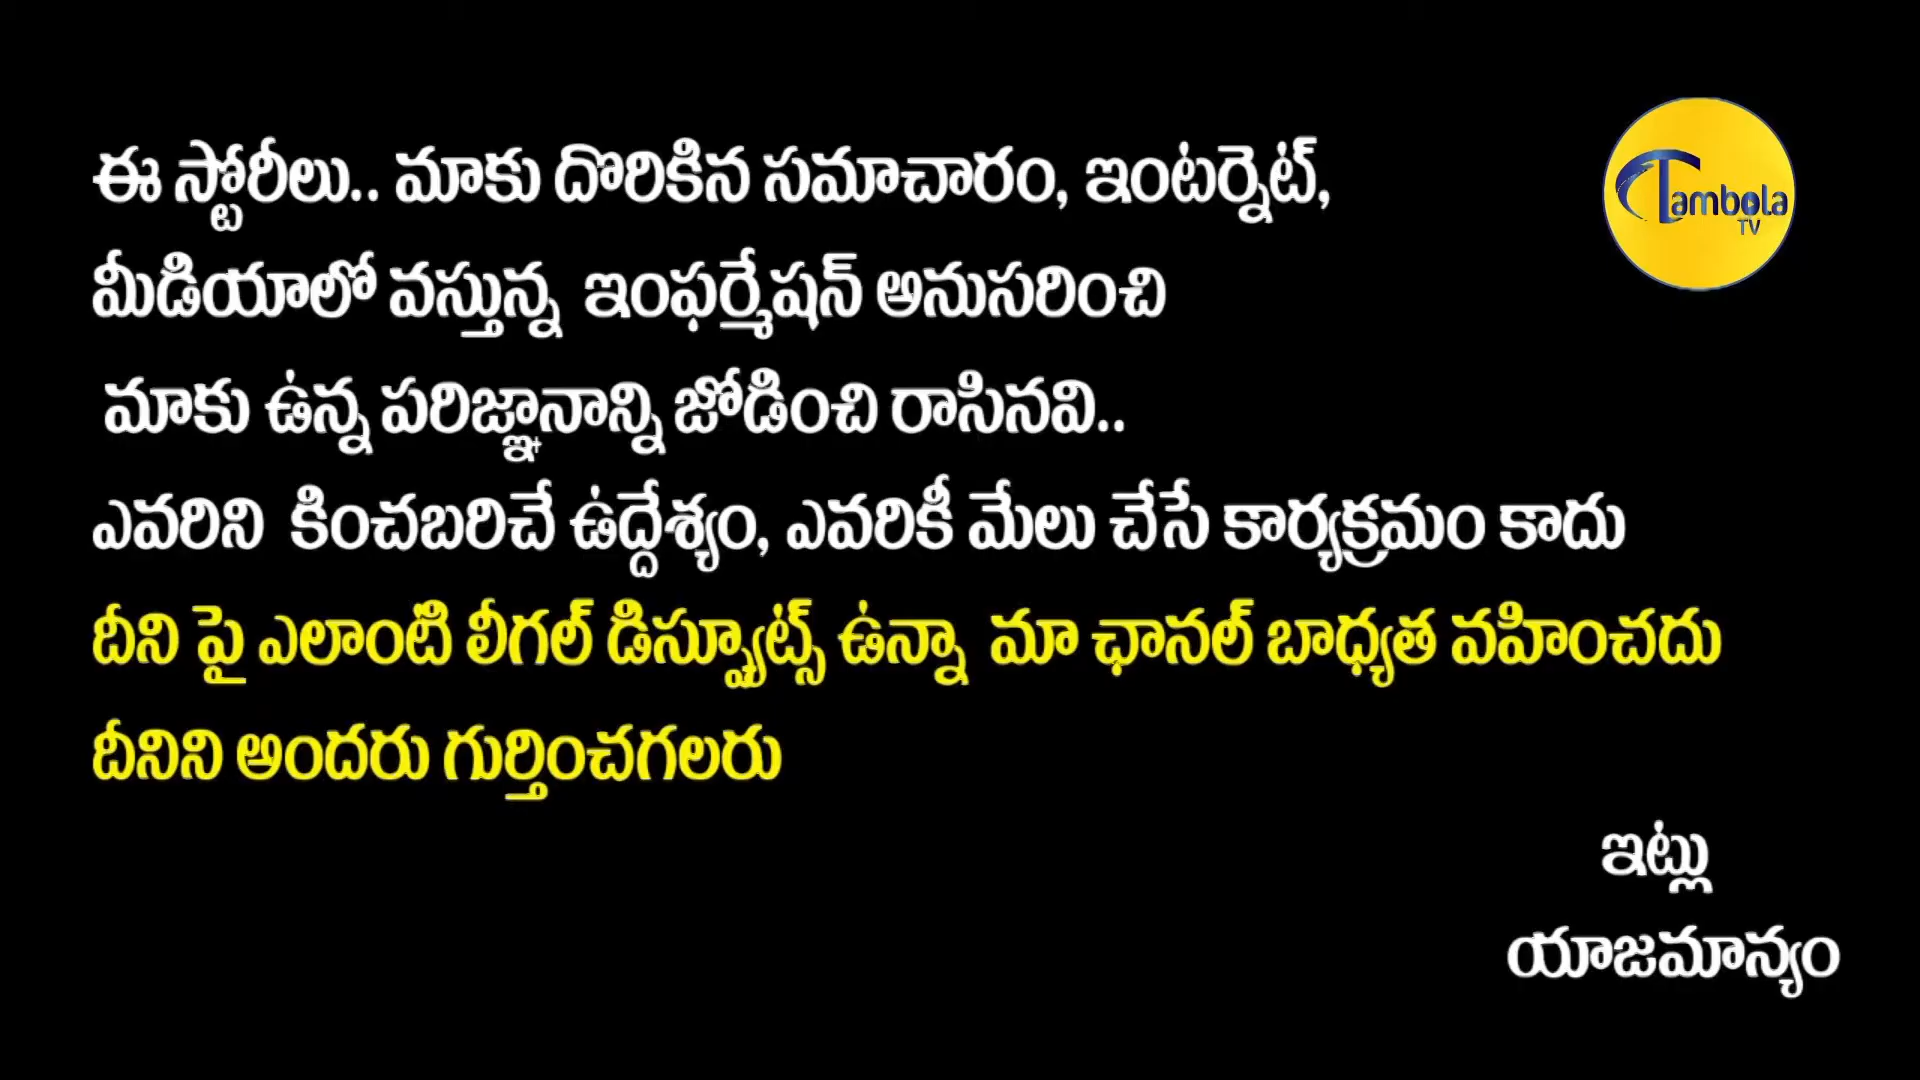 ఈ స్టోరీలు.. మాకు దొరికిన సమాచారం, ఇంటర్నెట్,
Tambola
TV
మీడియాలో వస్తున్న ఇంఫర్మేషన్ అనుసరించి
మాకు ఉన్న పరిజ్ఞానాన్ని జోడించి రాసినవి..
ఎవరిని కించబరిచే ఉద్దేశ్యం, ఎవరికీ మేలు చేసే కార్యక్రమం కాదు
దీని పై ఎలాంటి లీగల్ డిస్ప్యూట్స్ ఉన్నా మా ఛానల్ బాధ్యత వహించదు
దీనిని అందరు గుర్తించగలరు
ఇట్లు
యాజమాన్యం